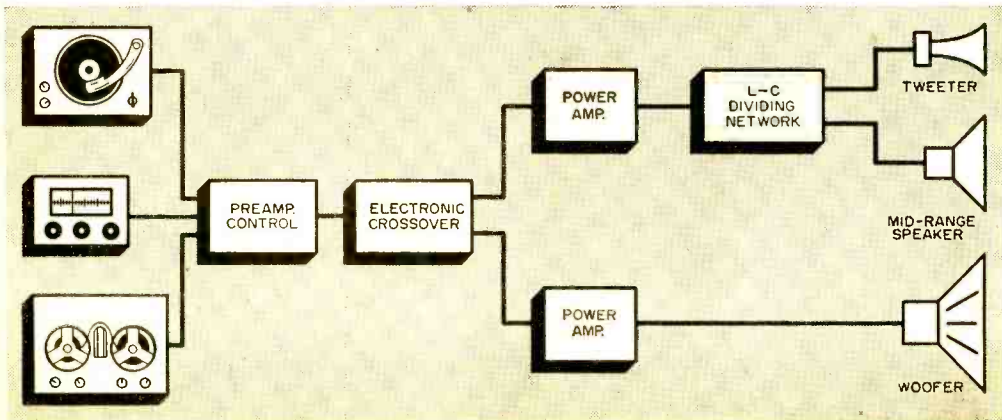 PREAMP.
CONTROL
ELECTRONIC
CROSSOVER
POWER
AMP.
L-C
DIVIDING
NETWORK
TWEETER
MID-RANGE
SPEAKER
POWER
AMP.
WOOFER